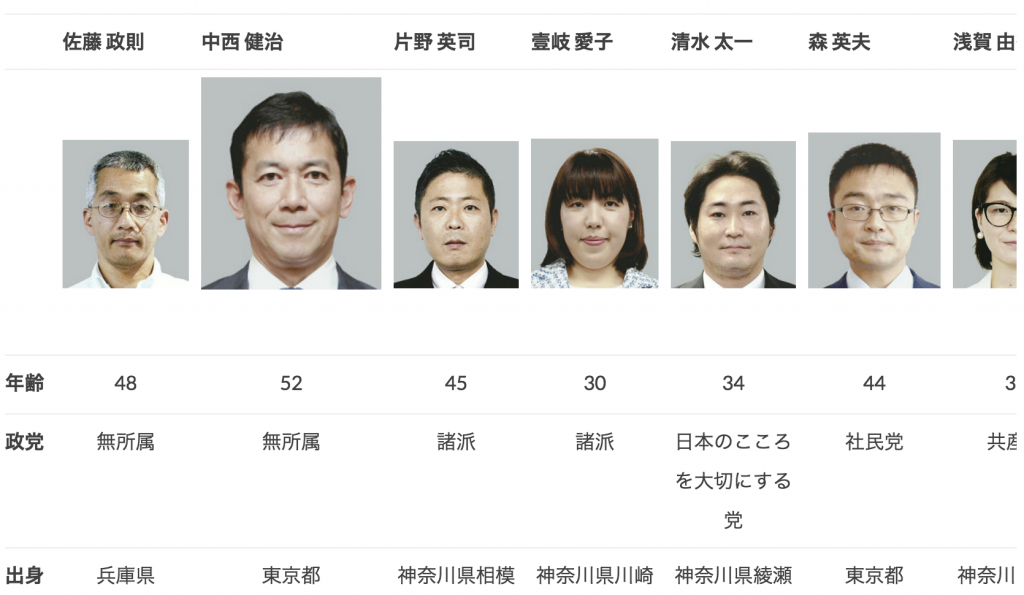 佐藤 政則 中西 健治 片野 英司 壹岐 愛子 清水 太一 森 英夫 浅賀 由
年齢 48 52 45 30 34 44 3
政党 無所属 無所属 諸派 諸派 日本のこころ 社民党 共産
を大切にする
党
出身 兵庫県 東京都 神奈川県相模 神奈川県川崎 神奈川県綾瀬 東京都 神奈川